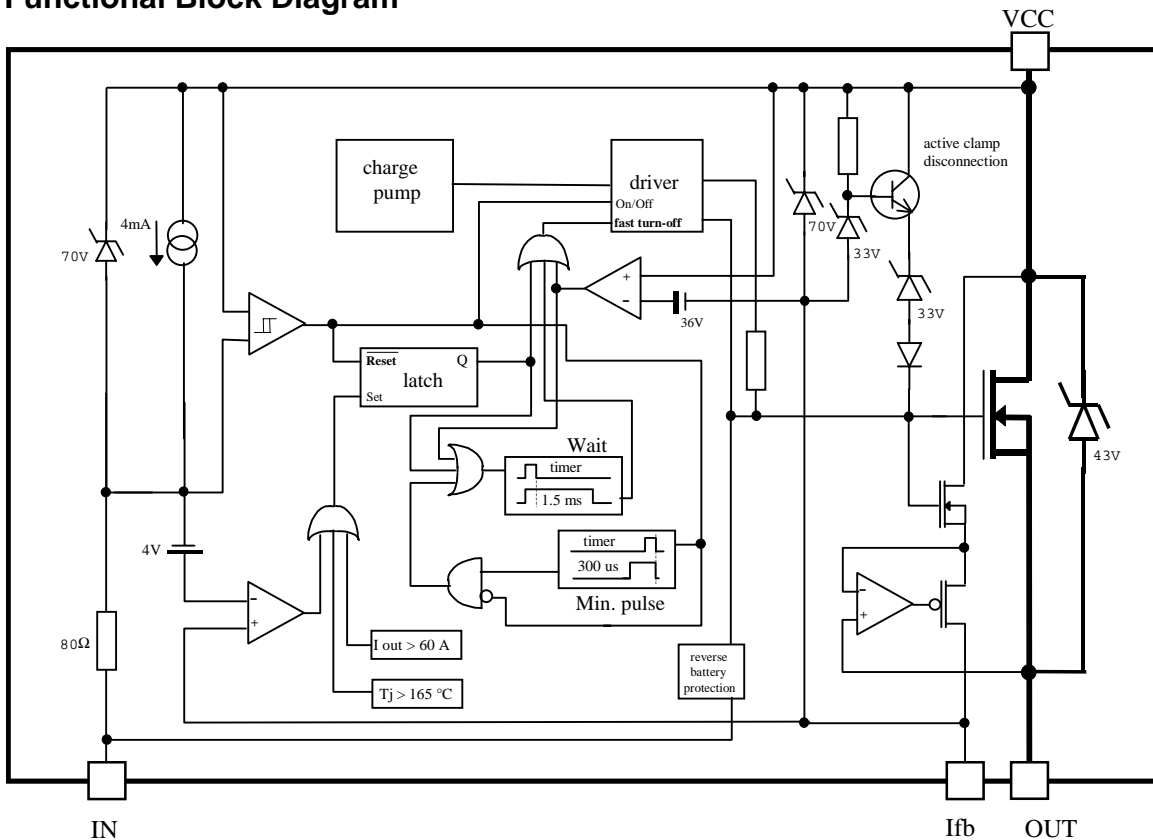 Functional Block Diagram
VCC
charge
pump
driver
On/Off
fast turn-off
active clamp
disconnection
4mA
70V
70V
33V
33V
36V
43V
Reset
Q
latch
Set
Wait
timer
1.5 ms
timer
300 us
Min. pulse
4V
80Ω
+
−
−
+
−
+
I out > 60 A
Tj > 165 °C
reverse
battery
protection
IN
Ifb
OUT